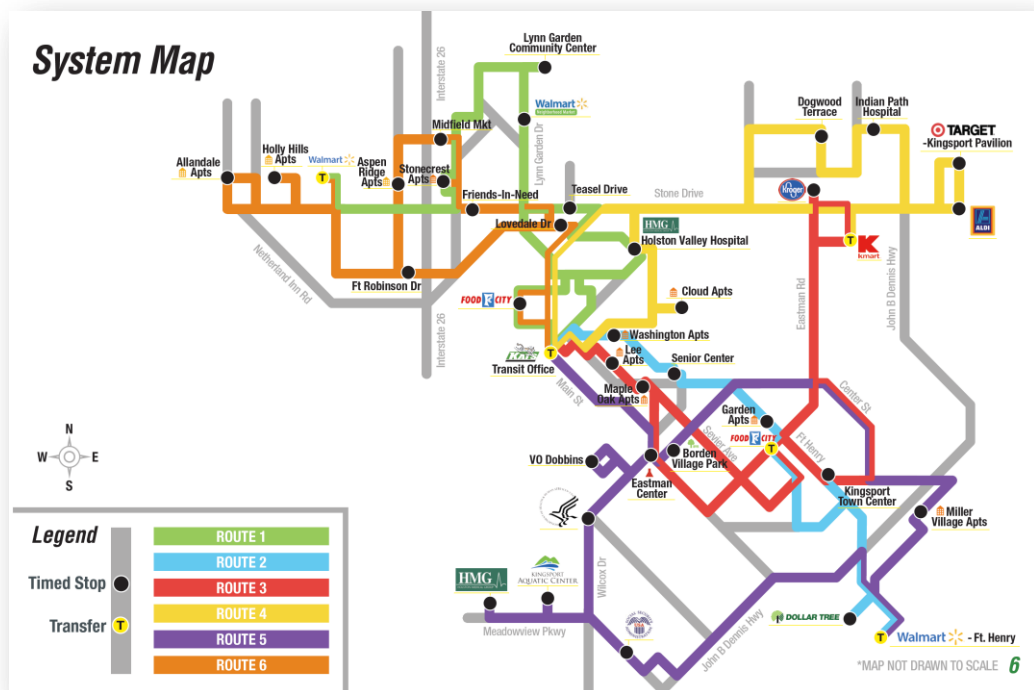 System Map
Lynn Garden
Community Center
Interstate 26
Walmart
Neighborhood Market
Lynn Garden Dr
Midfield Mkt
Dogwood
Terrace
Indian Path
Hospital
TARGET
-Kingsport Pavilion
Allandale
Apts
Holly Hills
Apts
Walmart
Aspen
Ridge
Apts
Stonecrest
Apts
Friends-In-Need
Teasel Drive
Stone Drive
Kroger
ALDI
Lovedale Dr
HMG
Holston Valley Hospital
K
kmart
Netherland Inn Rd
Ft Robinson Dr
Eastman Rd
John B Dennis Hwy
FOOD CITY
Cloud Apts
Interstate 26
KATS
Transit Office
T
Washington Apts
Lee
Apts
Senior Center
Main St
Maple
Oak Apts
Center St
Garden
Apts
FOOD CITY
Sevier Ave
Ft Henry
N
W
E
S
VO Dobbins
Borden
Village Park
Eastman
Center
Kingsport
Town Center
Miller
Village Apts
Wilcox Dr
HMG
KINGSPORT
AQUATIC CENTER
Meadowview Pkwy
John B Dennis Hwy
DOLLAR TREE
T
Walmart - Ft. Henry
Legend
Timed Stop
Transfer
T
ROUTE 1
ROUTE 2
ROUTE 3
ROUTE 4
ROUTE 5
ROUTE 6
*MAP NOT DRAWN TO SCALE 6